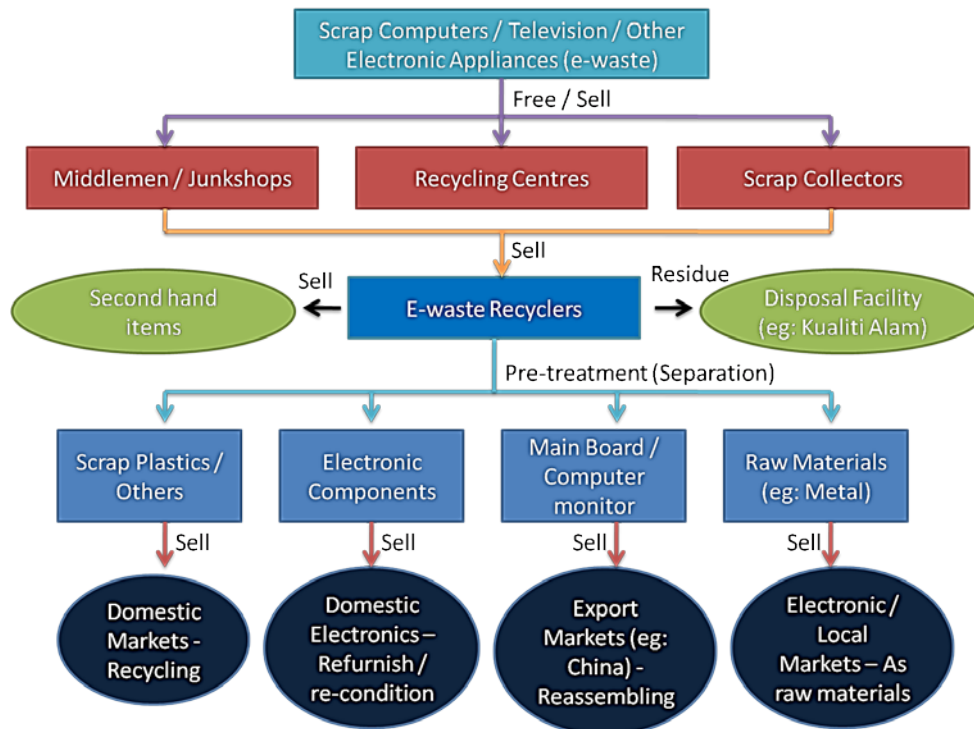 Scrap Computers / Television / Other
Electronic Appliances (e-waste)
Free / Sell
Middlemen / Junkshops
Recycling Centres
Scrap Collectors
Sell
Sell
Residue
Second hand
items
E-waste Recyclers
Disposal Facility
(eg: Kualiti Alam)
Pre-treatment (Separation)
Scrap Plastics /
Others
Electronic
Components
Main Board /
Computer
monitor
Raw Materials
(eg: Metal)
Sell
Sell
Sell
Sell
Domestic
Markets -
Recycling
Domestic
Electronics –
Refurnish /
re-condition
Export
Markets (eg:
China) -
Reassembling
Electronic /
Local
Markets – As
raw materials